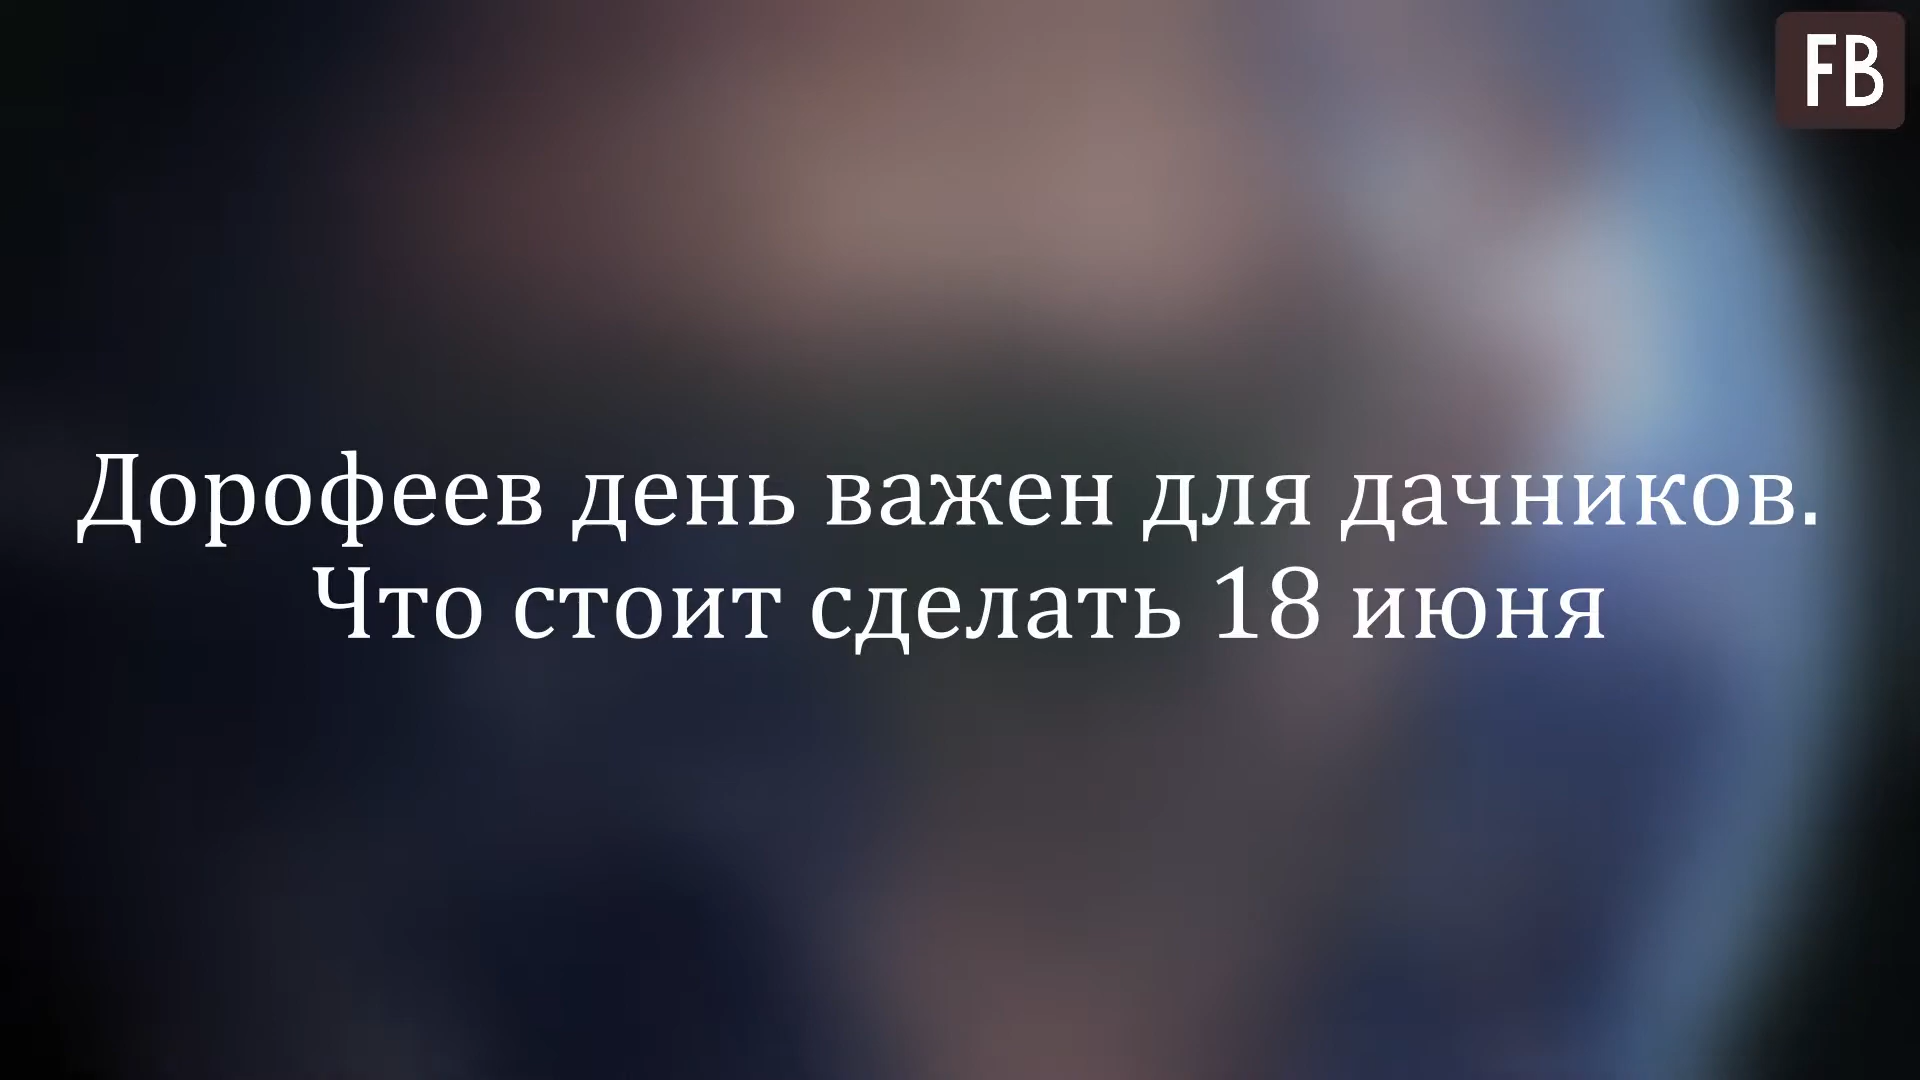 FB
Дорофеев день важен для дачников.
Что стоит сделать 18 июня